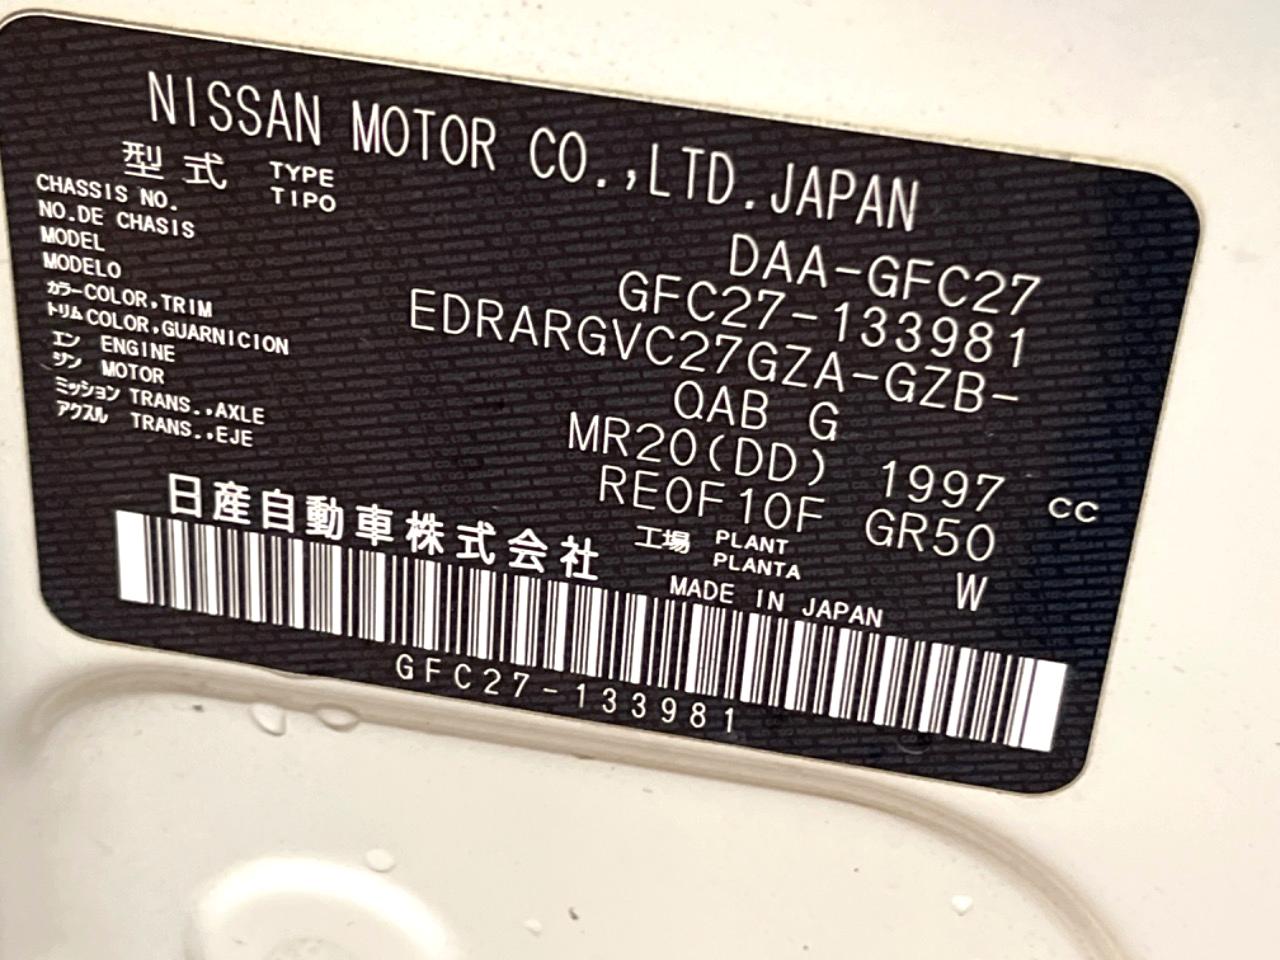 NISSAN MOTOR CO.,LTD.JAPAN
型式 TYPE TIPO DAA-GFC27
CHASSIS NO. NO.DE CHASIS GFC27-133981
MODEL MODELO EDRARGVC27GZA-GZB-
カラー COLOR,TRIM トリム COLOR,GUARNICION QAB G
エンジン ENGINE MOTOR MR20(DD) 1997 cc
ミッション TRANS.,AXLE アクスル TRANS.,EJE RE0F10F GR50
日産自動車株式会社 工場 PLANT PLANTA W
MADE IN JAPAN
GFC27-133981